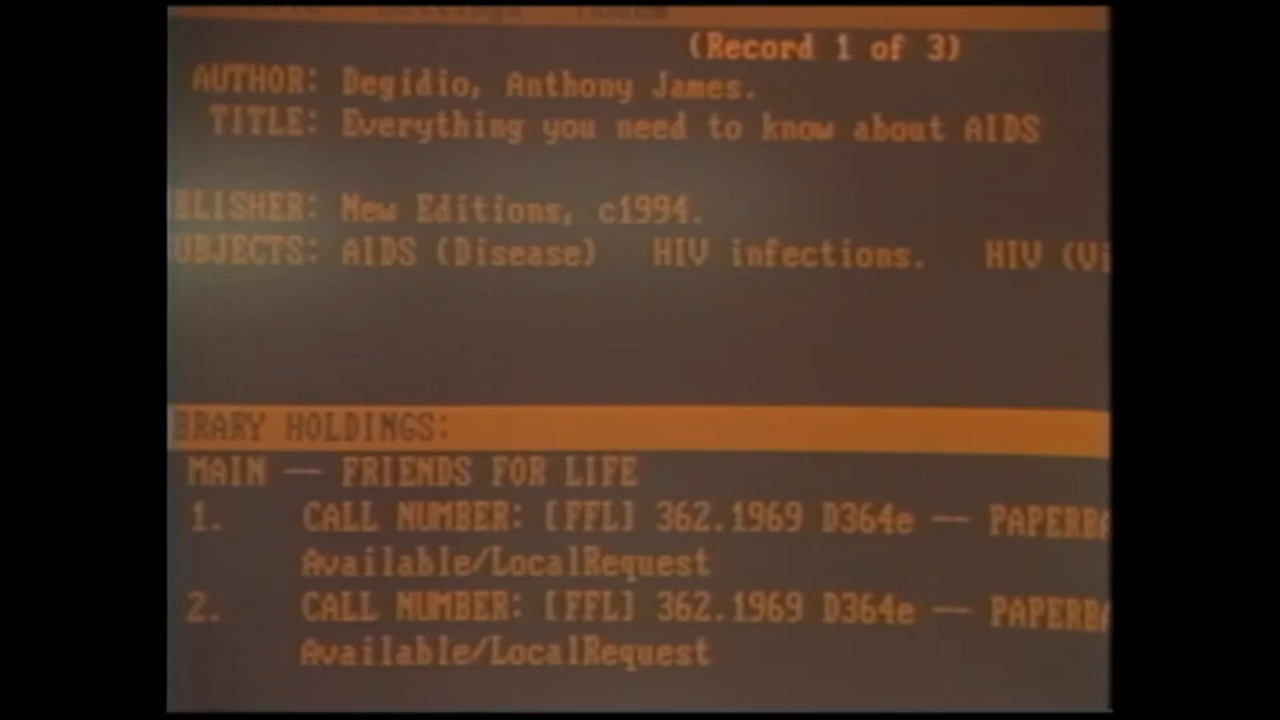 (Record 1 of 3)
AUTHOR: Degidio, Anthony James.
TITLE: Everything you need to know about AIDS
BLISHER: New Editions, c1994.
UBJECTS: AIDS (Disease) HIV infections. HIV (Vi
BRARY HOLDINGS:
MAIN -- FRIENDS FOR LIFE
1. CALL NUMBER: [FFL] 362.1969 D364e -- PAPERBA
Available/LocalRequest
2. CALL NUMBER: [FFL] 362.1969 D364e -- PAPERBA
Available/LocalRequest